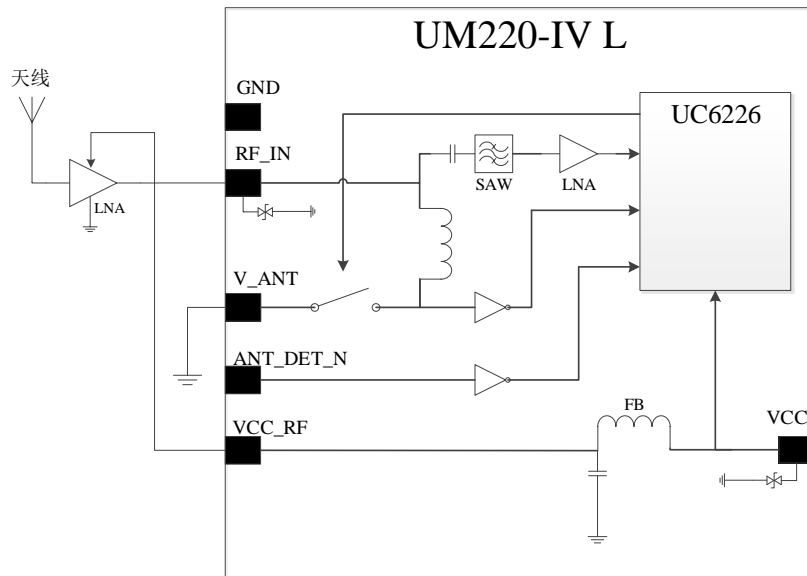 UM220-IV L
天线
GND
UC6226
RF_IN
SAW
LNA
LNA
V_ANT
ANT_DET_N
FB
VCC_RF
VCC